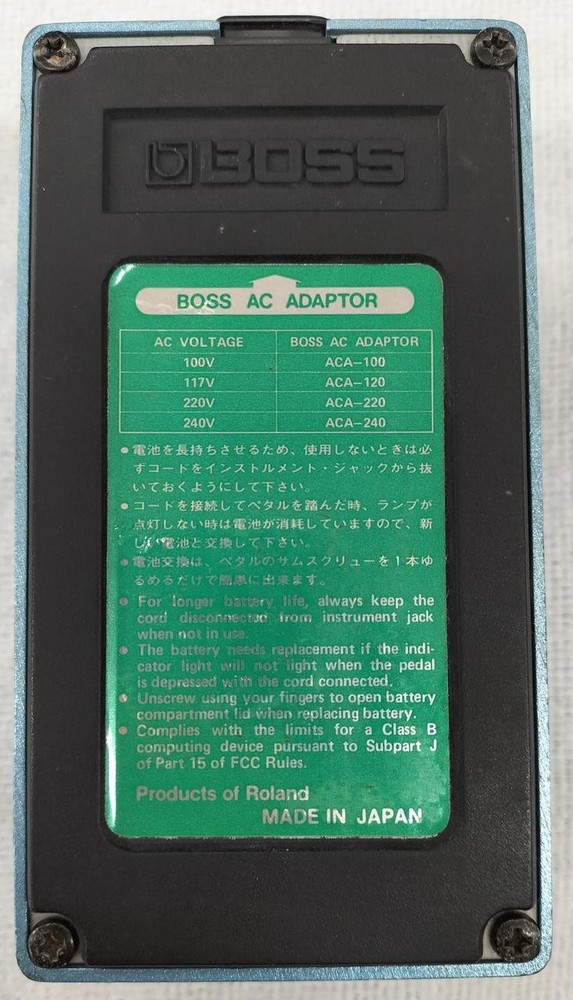 BOSS
BOSS AC ADAPTOR
AC VOLTAGE BOSS AC ADAPTOR
100V ACA-100
117V ACA-120
220V ACA-220
240V ACA-240
● 電池を長持ちさせるため、使用しないときは必
ずコードをインストルメント・ジャックから抜
いておくようにして下さい。
● コードを接続してペタルを踏んだ時、ランプが
点灯しない時は電池が消耗していますので、新
しい電池と交換して下さい。
● 電池交換は、ペタルのサムスクリューを1本ゆ
るめるだけで簡単に出来ます。
● For longer battery life, always keep the
cord disconnected from instrument jack
when not in use.
● The battery needs replacement if the indi-
cator light will not light when the pedal
is depressed with the cord connected.
● Unscrew using your fingers to open battery
compartment lid when replacing battery.
● Complies with the limits for a Class B
computing device pursuant to Subpart J
of Part 15 of FCC Rules.
Products of Roland
MADE IN JAPAN